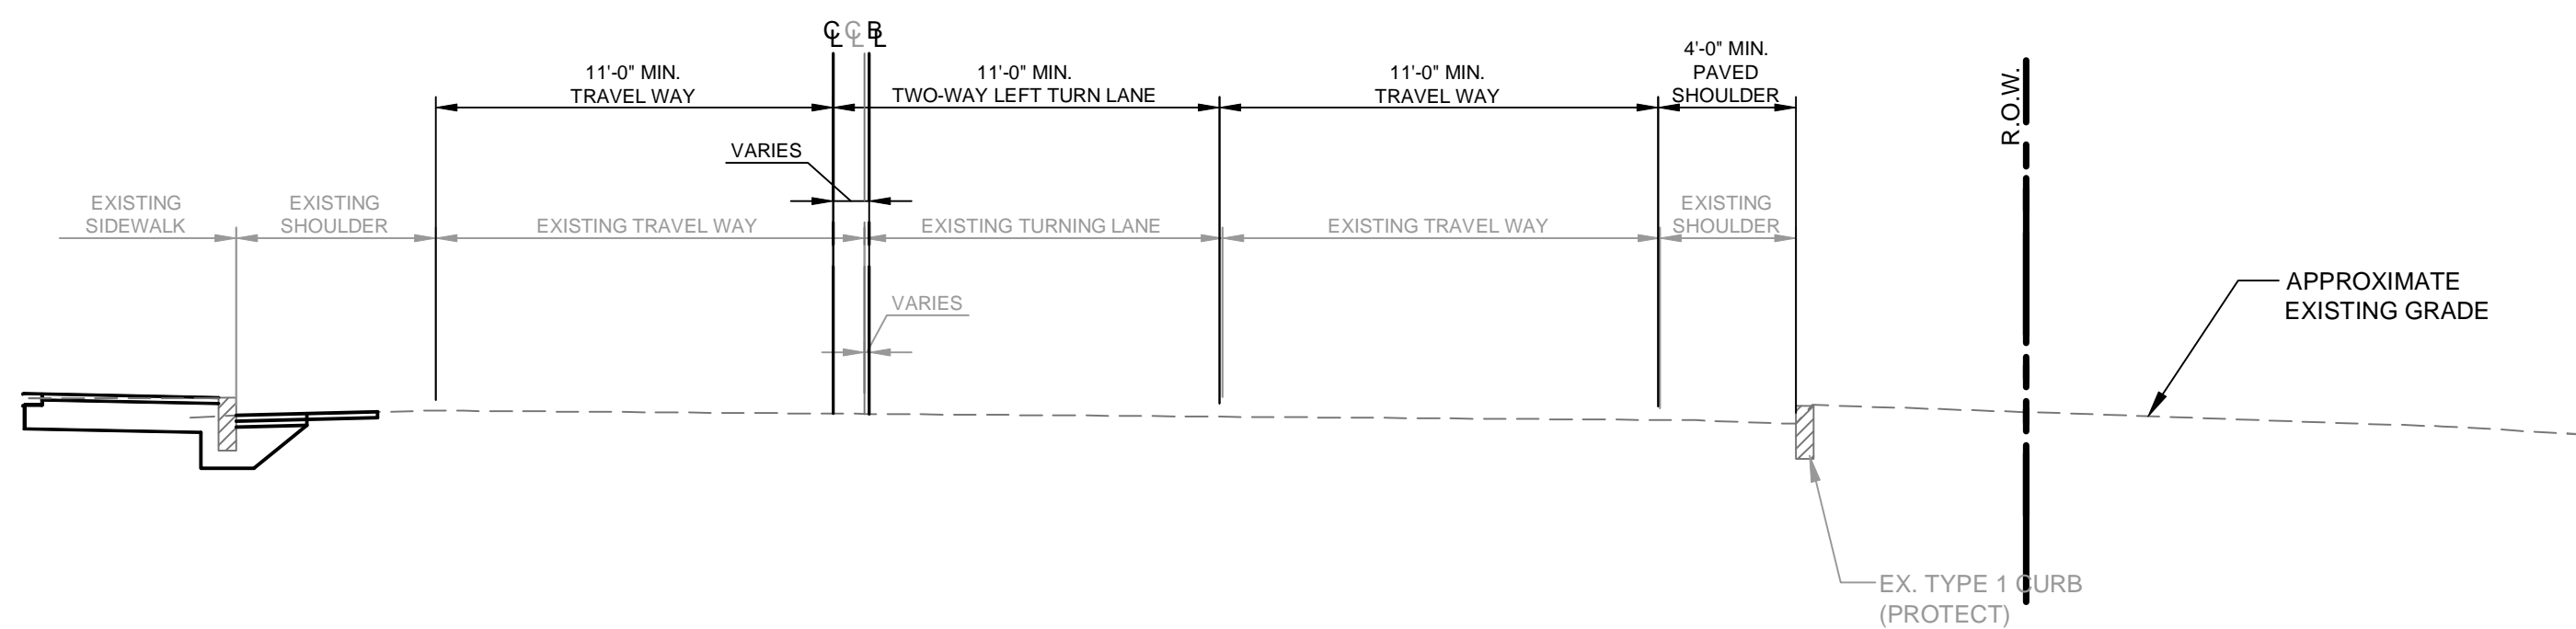 ℄ ℄ BL
4'-0" MIN.
PAVED
SHOULDER
11'-0" MIN.
TRAVEL WAY
11'-0" MIN.
TWO-WAY LEFT TURN LANE
11'-0" MIN.
TRAVEL WAY
R.O.W.
VARIES
EXISTING
SIDEWALK
EXISTING
SHOULDER
EXISTING TRAVEL WAY
EXISTING TURNING LANE
EXISTING TRAVEL WAY
EXISTING
SHOULDER
VARIES
APPROXIMATE
EXISTING GRADE
EX. TYPE 1 CURB
(PROTECT)